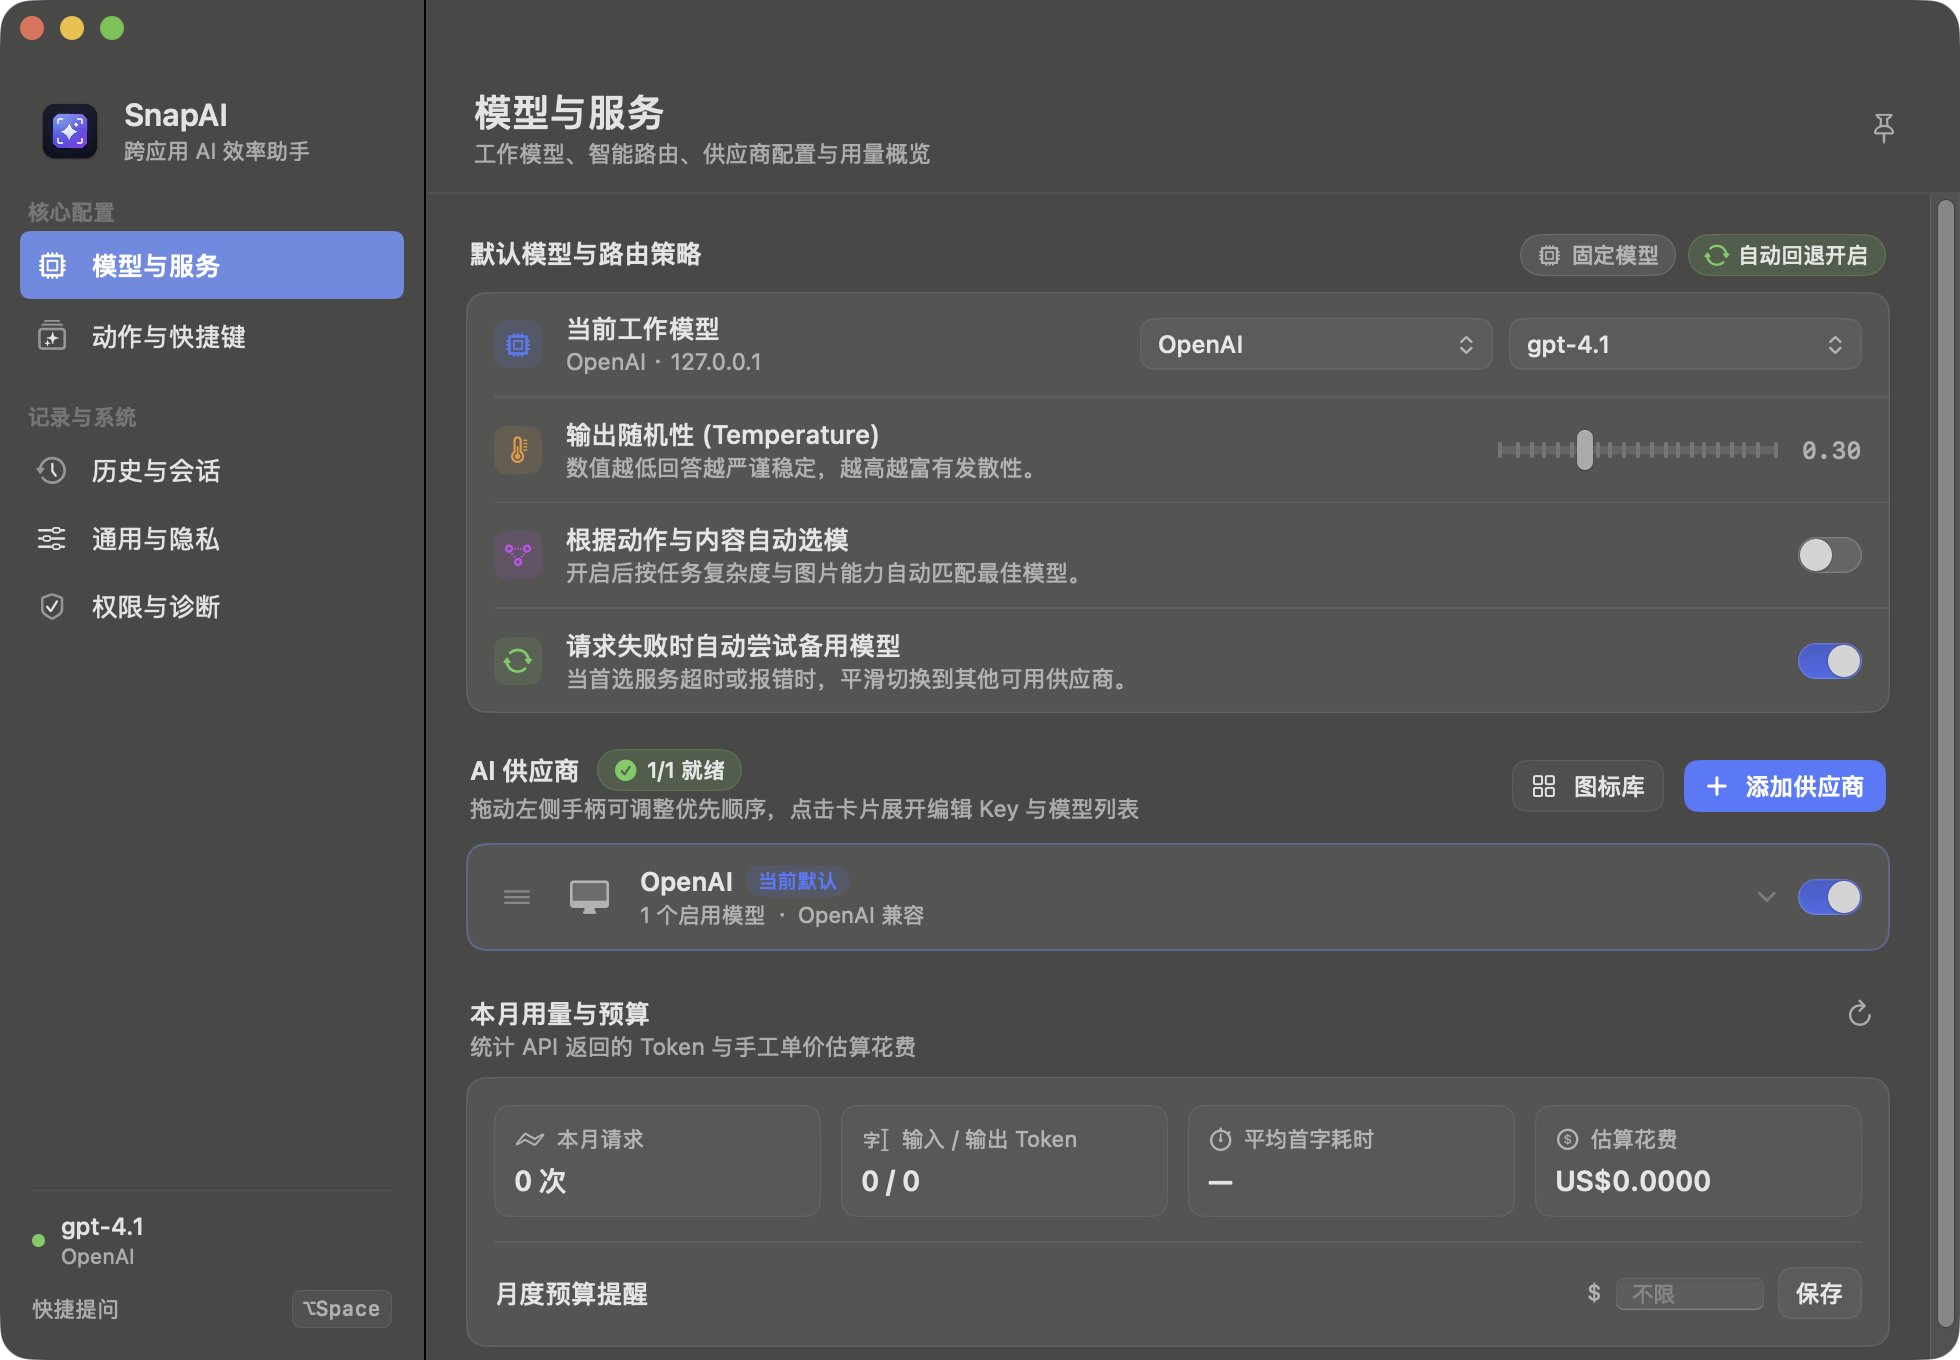 SnapAI
跨应用 AI 效率助手
核心配置
模型与服务
动作与快捷键
记录与系统
历史与会话
通用与隐私
权限与诊断
gpt-4.1
OpenAI
快捷提问
⌥Space
模型与服务
工作模型、智能路由、供应商配置与用量概览
默认模型与路由策略
固定模型
自动回退开启
当前工作模型
OpenAI · 127.0.0.1
OpenAI
gpt-4.1
输出随机性 (Temperature)
数值越低回答越严谨稳定，越高越富有发散性。
0.30
根据动作与内容自动选模
开启后按任务复杂度与图片能力自动匹配最佳模型。
请求失败时自动尝试备用模型
当首选服务超时或报错时，平滑切换到其他可用供应商。
AI 供应商
1/1 就绪
拖动左侧手柄可调整优先顺序，点击卡片展开编辑 Key 与模型列表
图标库
添加供应商
OpenAI
当前默认
1 个启用模型 · OpenAI 兼容
本月用量与预算
统计 API 返回的 Token 与手工单价估算花费
本月请求
0 次
输入 / 输出 Token
0 / 0
平均首字耗时
—
估算花费
US$0.0000
月度预算提醒
$
不限
保存